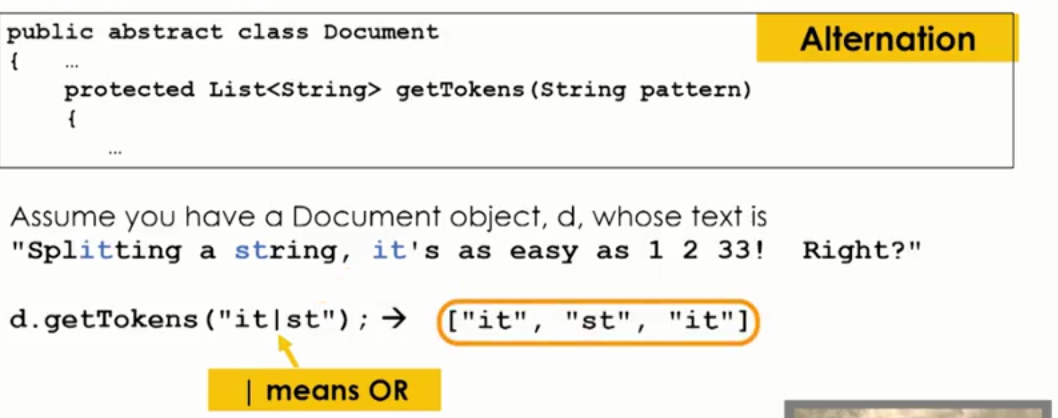 public abstract class Document
Alternation
{ …
protected List<String> getTokens(String pattern)
{
…
Assume you have a Document object, d, whose text is
"Splitting a string, it's as easy as 1 2 33!  Right?"
d.getTokens("it|st"); → ["it", "st", "it"]
| means OR